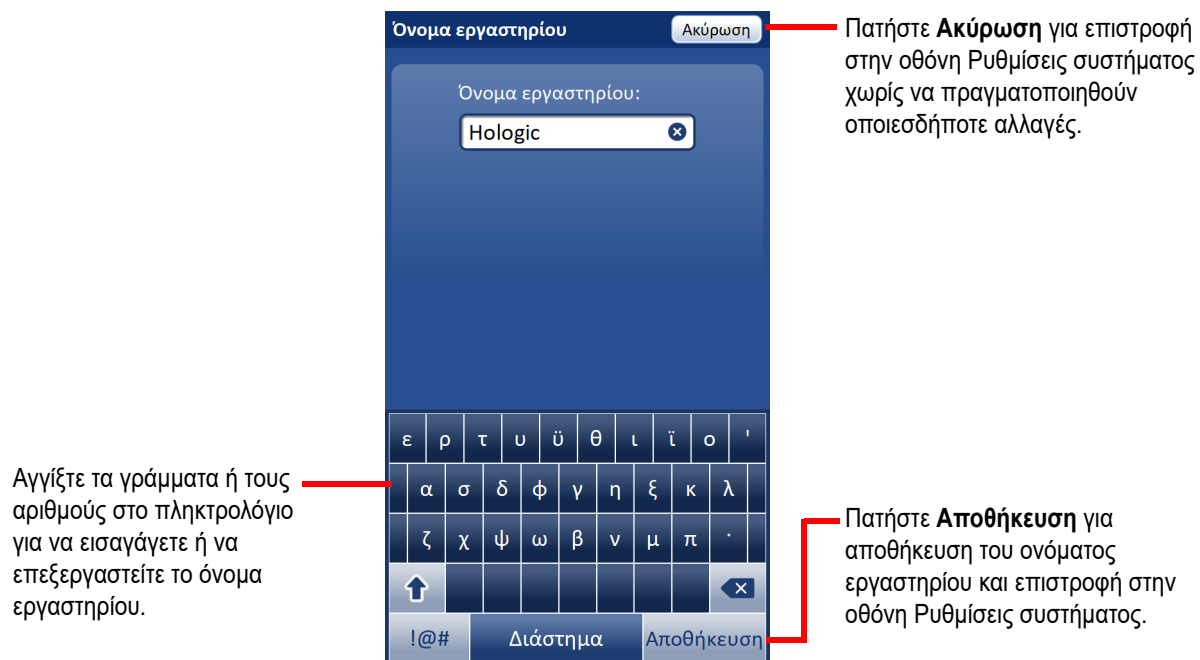 Όνομα εργαστηρίου
Ακύρωση
Πατήστε Ακύρωση για επιστροφή
στην οθόνη Ρυθμίσεις συστήματος
χωρίς να πραγματοποιηθούν
οποιεσδήποτε αλλαγές.
Όνομα εργαστηρίου:
Hologic
ε ρ τ υ ϋ θ ι ϊ ο '
α σ δ φ γ η ξ κ λ
ζ χ ψ ω β ν μ π ·
!@# Διάστημα Αποθήκευση
Αγγίξτε τα γράμματα ή τους
αριθμούς στο πληκτρολόγιο
για να εισαγάγετε ή να
επεξεργαστείτε το όνομα
εργαστηρίου.
Πατήστε Αποθήκευση για
αποθήκευση του ονόματος
εργαστηρίου και επιστροφή στην
οθόνη Ρυθμίσεις συστήματος.